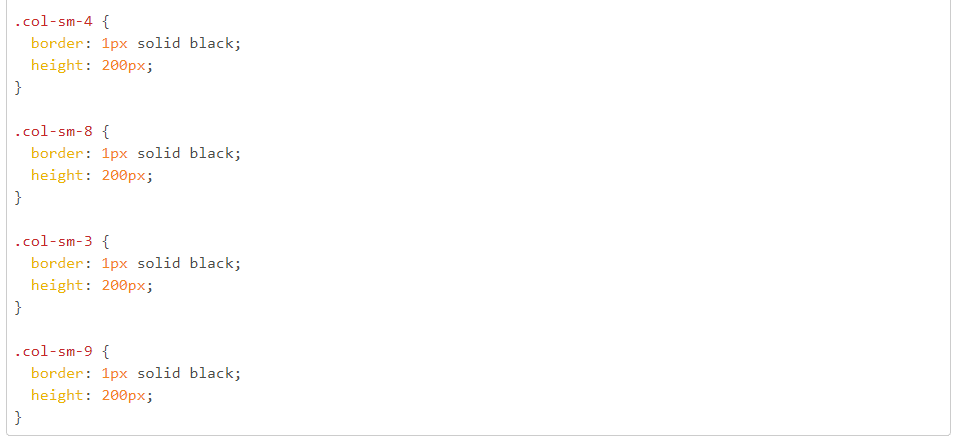 .col-sm-4 {
  border: 1px solid black;
  height: 200px;
}

.col-sm-8 {
  border: 1px solid black;
  height: 200px;
}

.col-sm-3 {
  border: 1px solid black;
  height: 200px;
}

.col-sm-9 {
  border: 1px solid black;
  height: 200px;
}